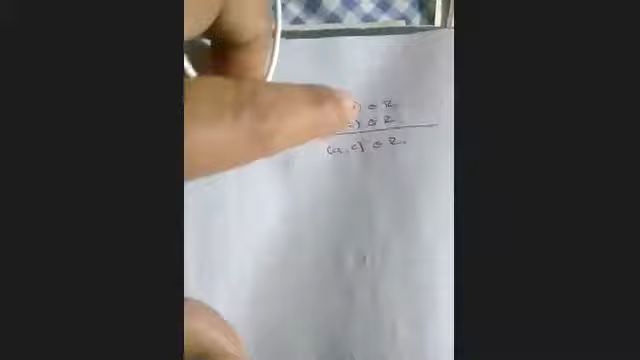 ) ∈ R
) ∈ R
(a, c) ∈ R.